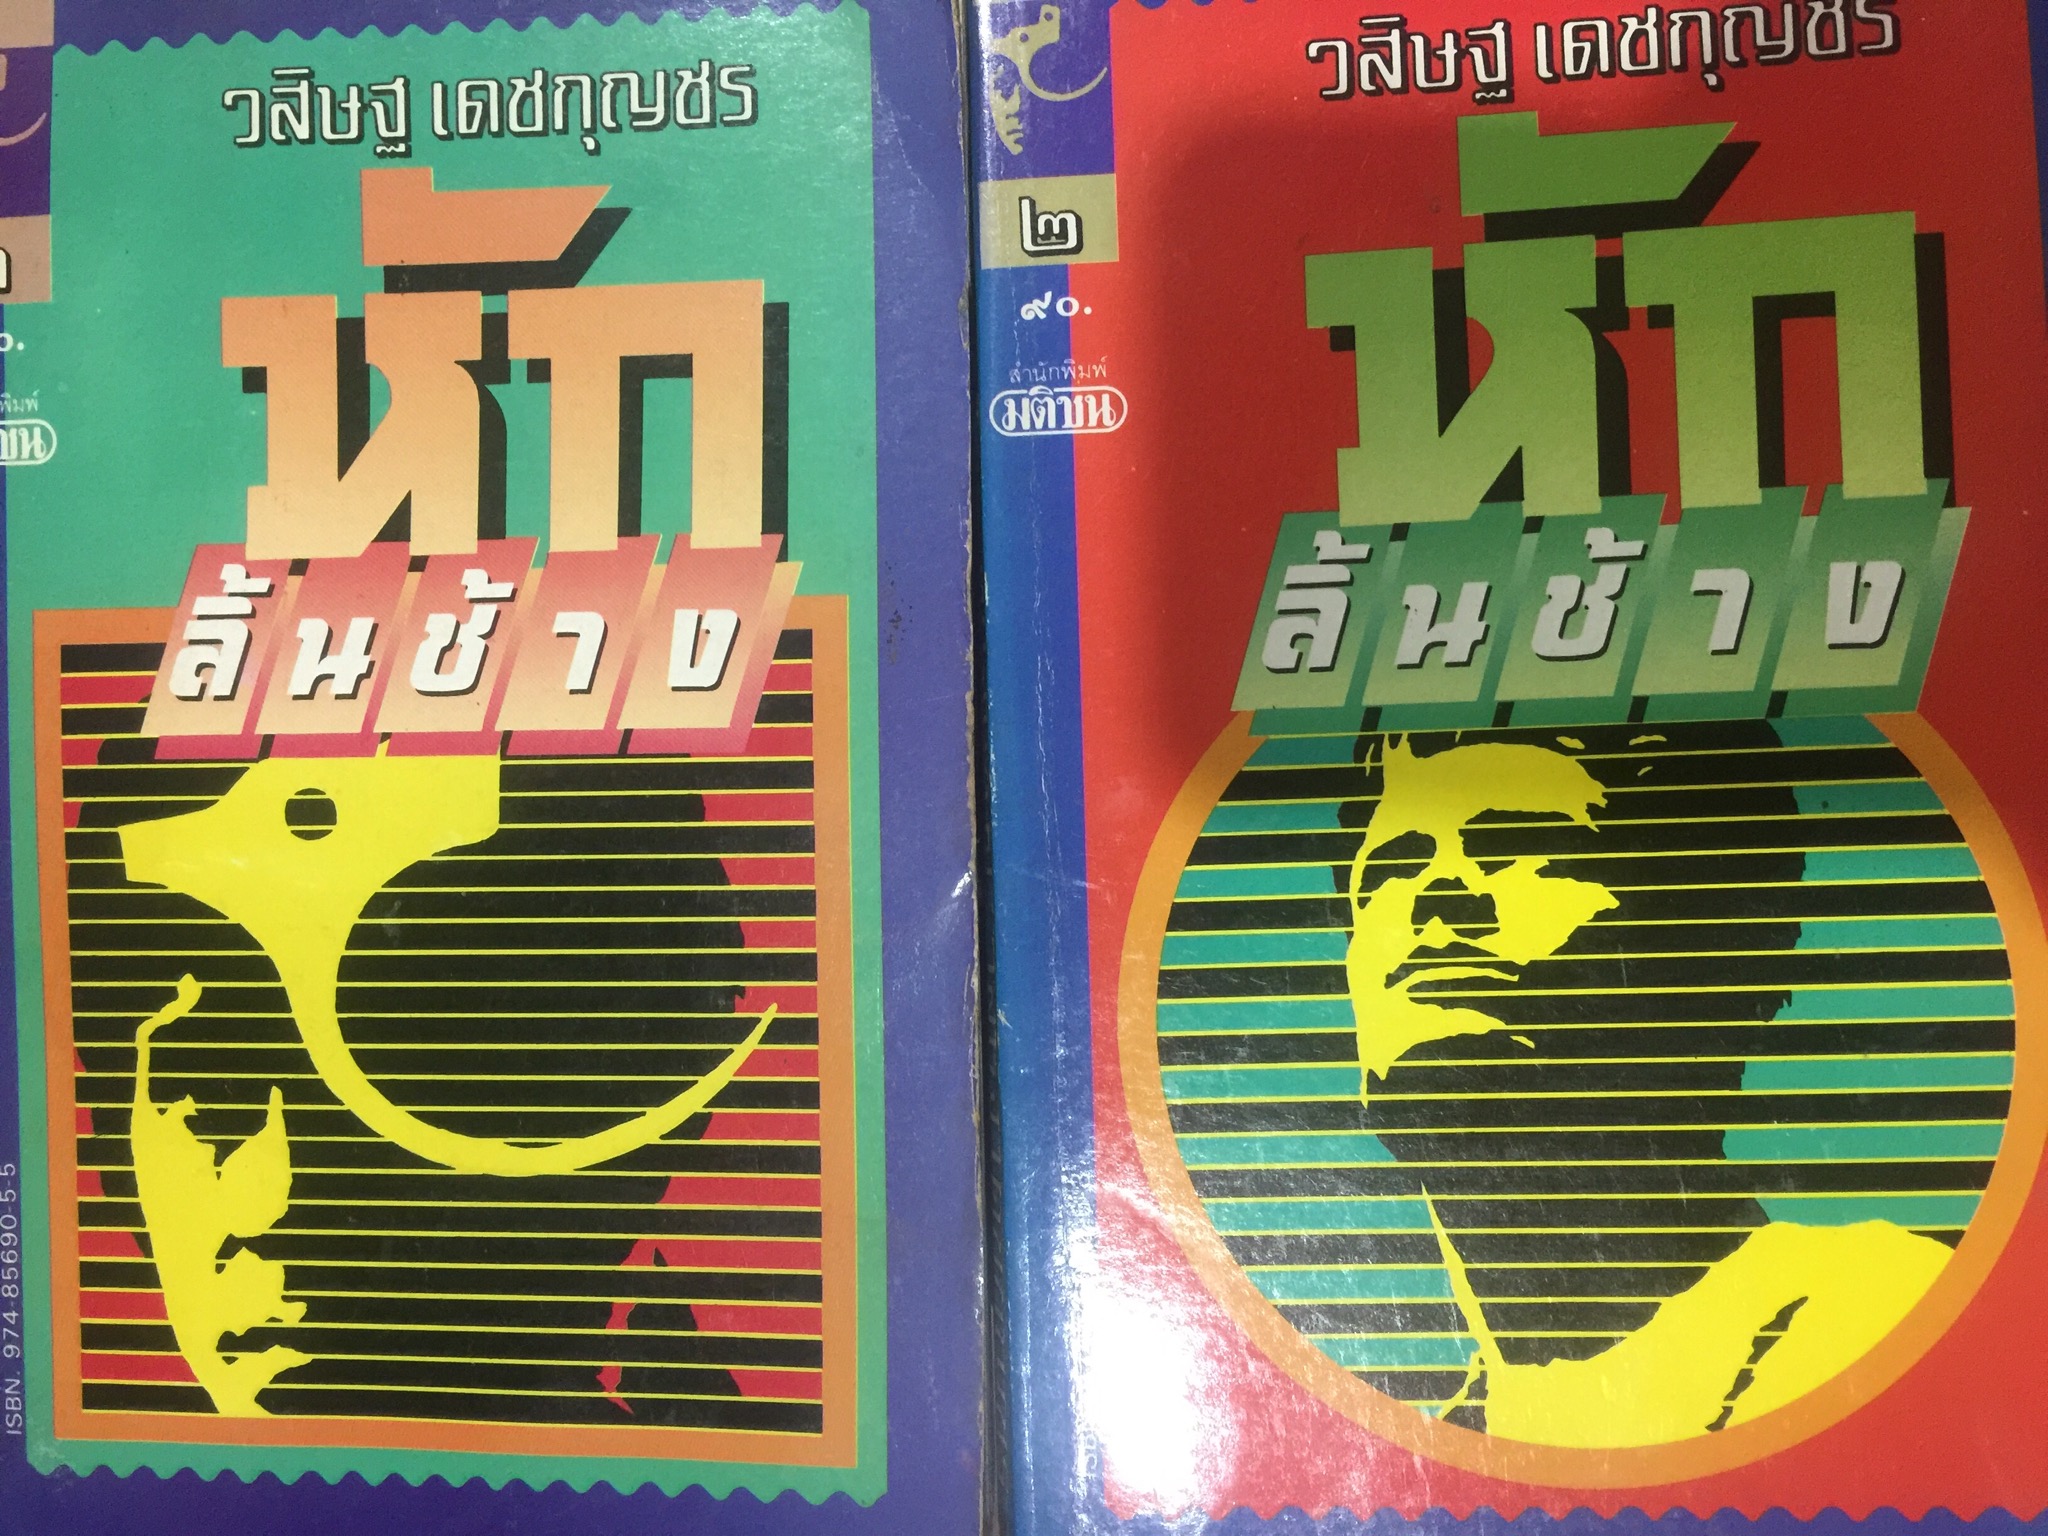 วสิษฐ เดชกุญชร
หัก
ลิ้นช้าง
ISBN. 974-85690-5-5
วสิษฐ เดชกุญชร
หัก
ลิ้นช้าง
๒
๙๐.
สำนักพิมพ์
มติชน